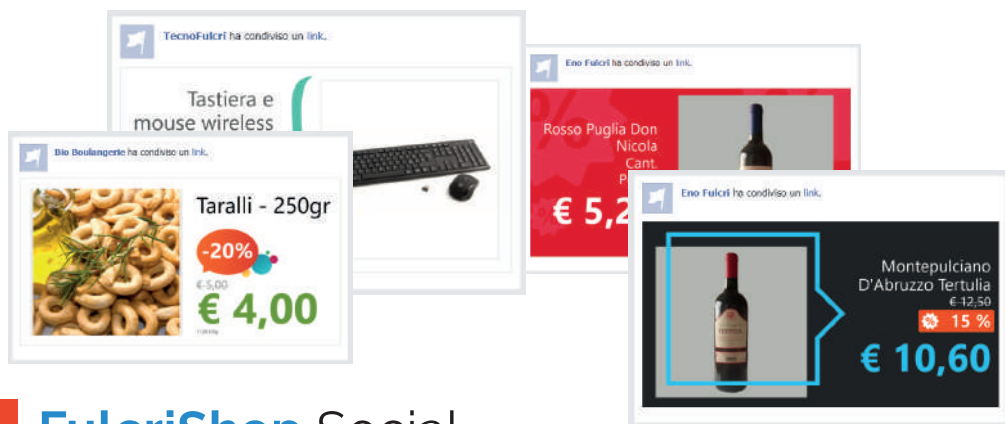 TecnoFulcri ha condiviso un link.
Tastiera e
mouse wireless
Eno Fulcri ha condiviso un link.
Rosso Puglia Don
Nicola
Cant.
€ 5,2
Bio Boulangerie ha condiviso un link.
Taralli - 250gr
-20%
€ 5,00
€ 4,00
Eno Fulcri ha condiviso un link.
Montepulciano
D'Abruzzo Tertulia
€ 12,50
15 %
€ 10,60
FulcriShop Social